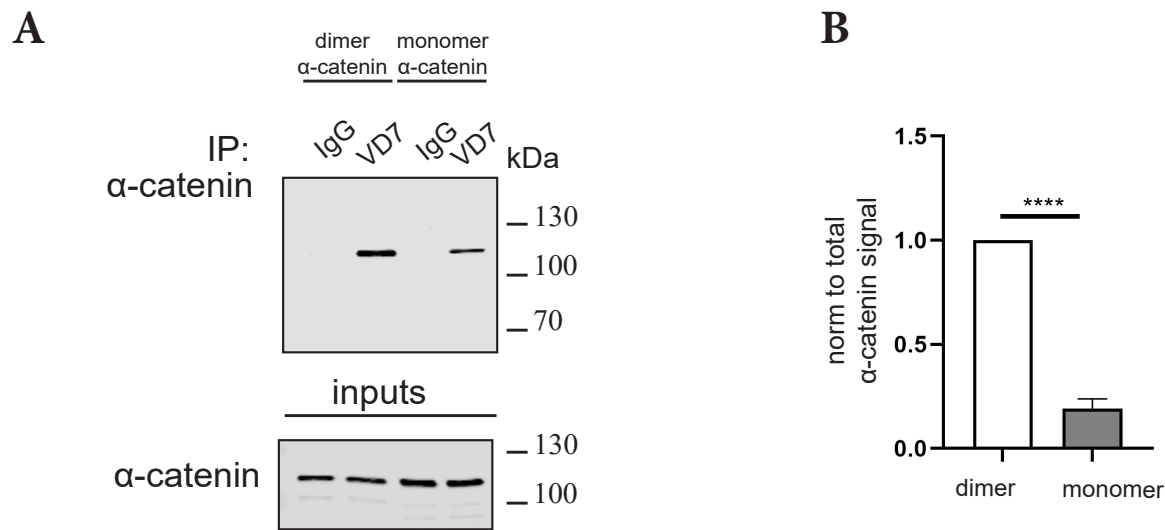 A
dimer
α-catenin
monomer
α-catenin
IgG
VD7
IgG
VD7
IP:
α-catenin
kDa
130
100
70
inputs
α-catenin
130
100
B
norm to total
α-catenin signal
1.5
1.0
0.5
0.0
****
dimer
monomer